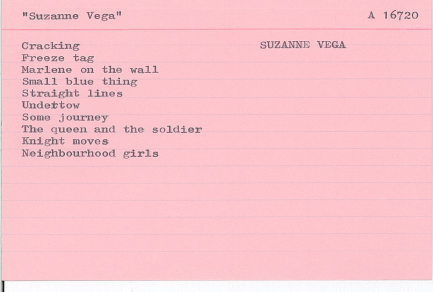 "Suzanne Vega" A 16720
Cracking SUZANNE VEGA
Freeze tag
Marlene on the wall
Small blue thing
Straight lines
Undertow
Some journey
The queen and the soldier
Knight moves
Neighbourhood girls